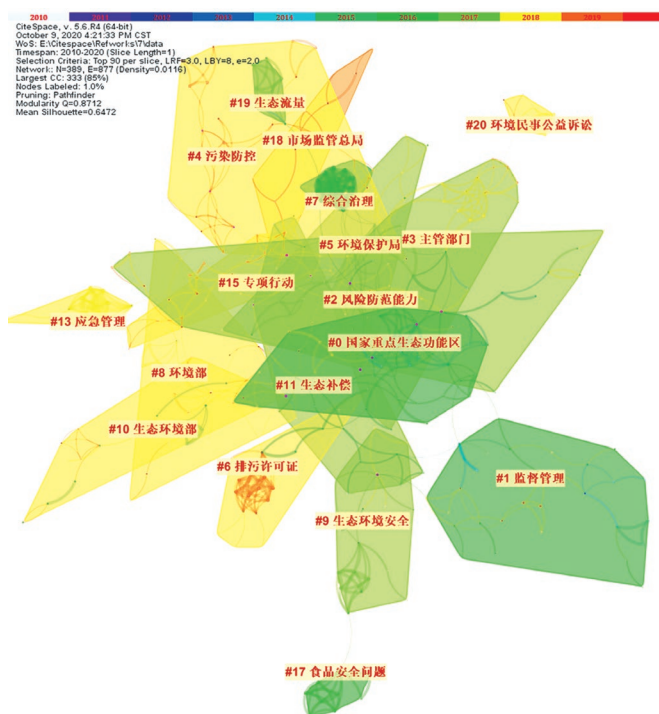 2010 2011 2012 2013 2014 2015 2016 2017 2018 2019
CiteSpace, v. 5.6.R4 (64-bit)
October 9, 2020 4:21:33 PM CST
WoS: E:\Citespace\Refworks\7\data
Timespan: 2010-2020 (Slice Length=1)
Selection Criteria: Top 90 per slice, LRF=3.0, LBY=8, e=2.0
Network: N=389, E=877 (Density=0.0116)
Largest CC: 333 (85%)
Nodes Labeled: 1.0%
Pruning: Pathfinder
Modularity Q=0.8712
Mean Silhouette=0.6472
#19 生态流量
#20 环境民事公益诉讼
#18 市场监管总局
#4 污染防控
#7 综合治理
#3 主管部门
#5 环境保护局
#15 专项行动
#2 风险防范能力
#13 应急管理
#0 国家重点生态功能区
#8 环境部
#11 生态补偿
#10 生态环境部
#6 排污许可证
#1 监督管理
#9 生态环境安全
#17 食品安全问题